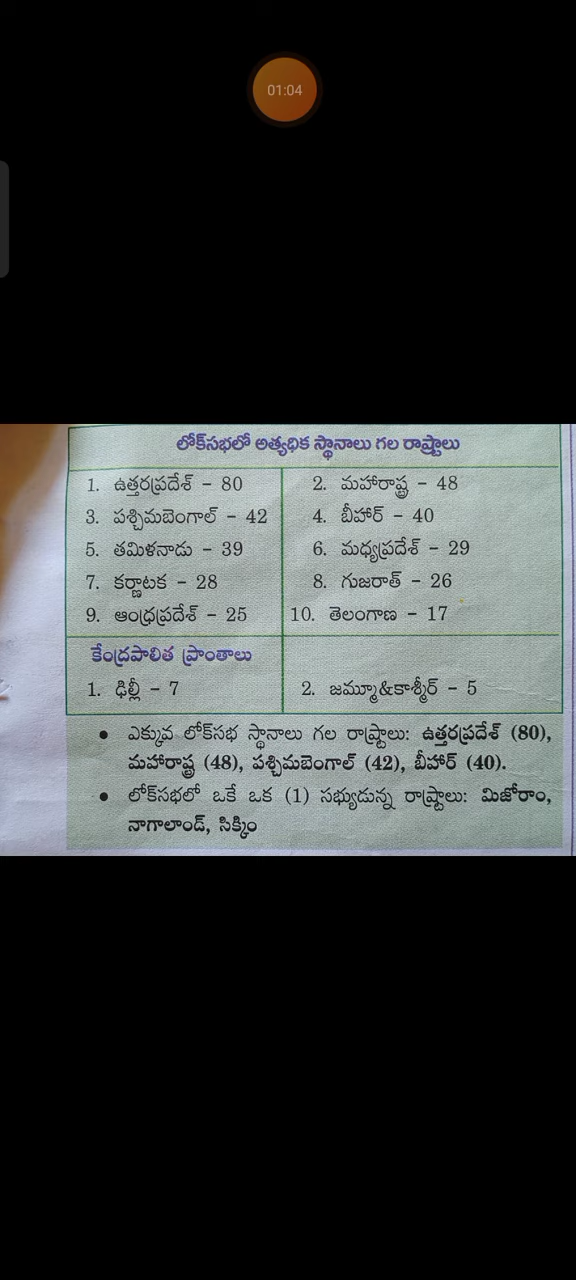 01:04
లోక్‌సభలో అత్యధిక స్థానాలు గల రాష్ట్రాలు
1. ఉత్తరప్రదేశ్ – 80 2. మహారాష్ట్ర – 48
3. పశ్చిమబెంగాల్ – 42 4. బీహార్ – 40
5. తమిళనాడు – 39 6. మధ్యప్రదేశ్ – 29
7. కర్ణాటక – 28 8. గుజరాత్ – 26
9. ఆంధ్రప్రదేశ్ – 25 10. తెలంగాణ – 17
కేంద్రపాలిత ప్రాంతాలు
1. ఢిల్లీ – 7 2. జమ్మూ&కాశ్మీర్ – 5
• ఎక్కువ లోక్‌సభ స్థానాలు గల రాష్ట్రాలు: ఉత్తరప్రదేశ్ (80),
మహారాష్ట్ర (48), పశ్చిమబెంగాల్ (42), బీహార్ (40).
• లోక్‌సభలో ఒకే ఒక (1) సభ్యుడున్న రాష్ట్రాలు: మిజోరాం,
నాగాలాండ్, సిక్కిం